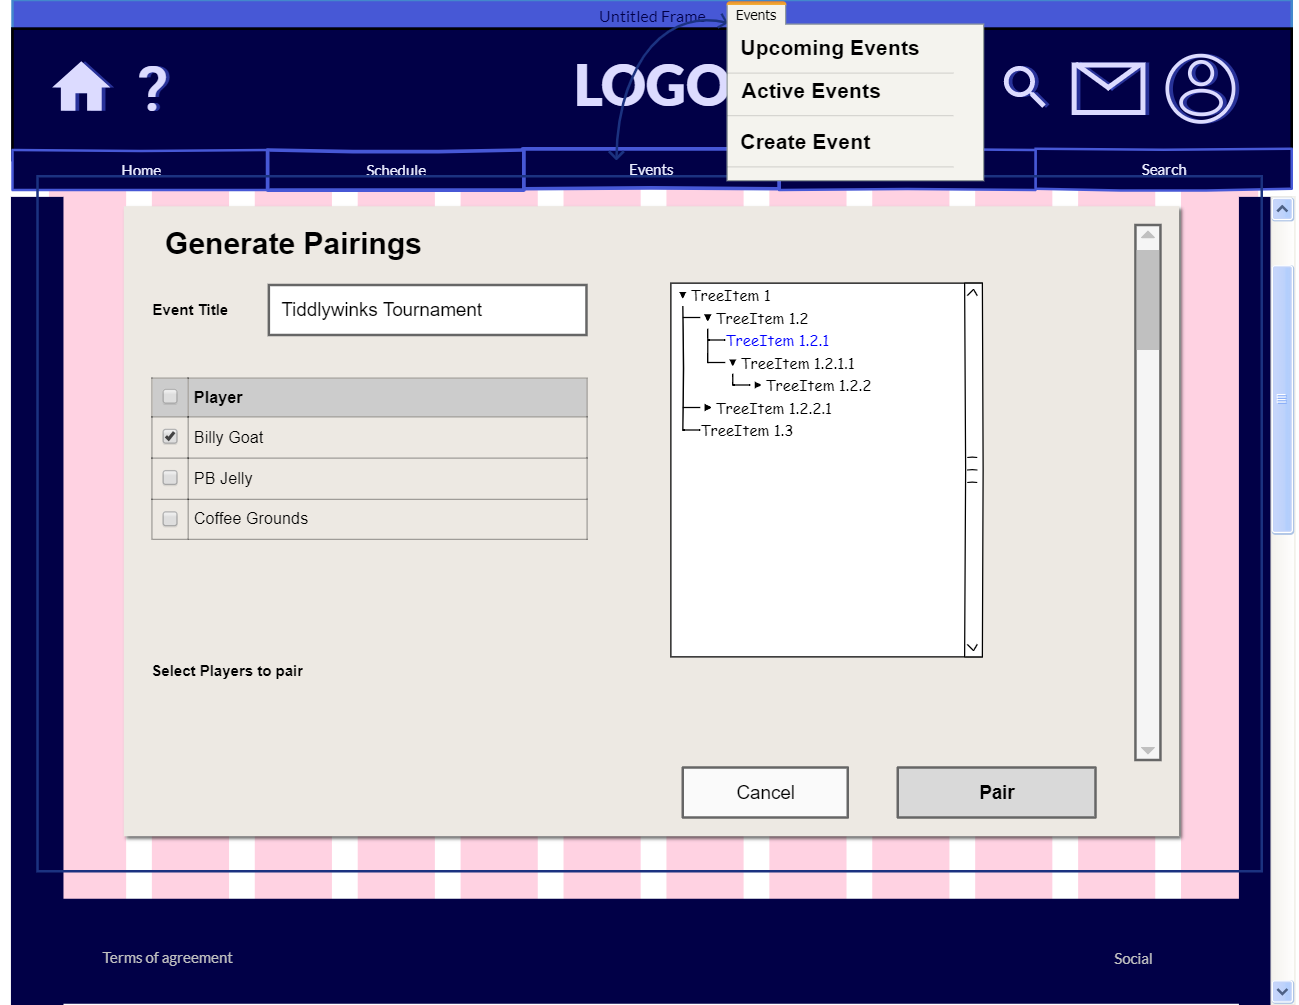 Untitled Frame
Events
Upcoming Events
Active Events
Create Event
LOGO
?
Home
Schedule
Events
Search
Generate Pairings
Event Title
Tiddlywinks Tournament
Player
Billy Goat
PB Jelly
Coffee Grounds
Select Players to pair
TreeItem 1
TreeItem 1.2
TreeItem 1.2.1
TreeItem 1.2.1.1
TreeItem 1.2.2
TreeItem 1.2.2.1
TreeItem 1.3
Cancel
Pair
Terms of agreement
Social